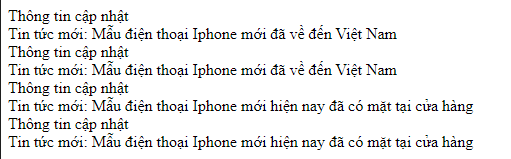 Thông tin cập nhật
Tin tức mới: Mẫu điện thoại Iphone mới đã về đến Việt Nam
Thông tin cập nhật
Tin tức mới: Mẫu điện thoại Iphone mới đã về đến Việt Nam
Thông tin cập nhật
Tin tức mới: Mẫu điện thoại Iphone mới hiện nay đã có mặt tại cửa hàng
Thông tin cập nhật
Tin tức mới: Mẫu điện thoại Iphone mới hiện nay đã có mặt tại cửa hàng